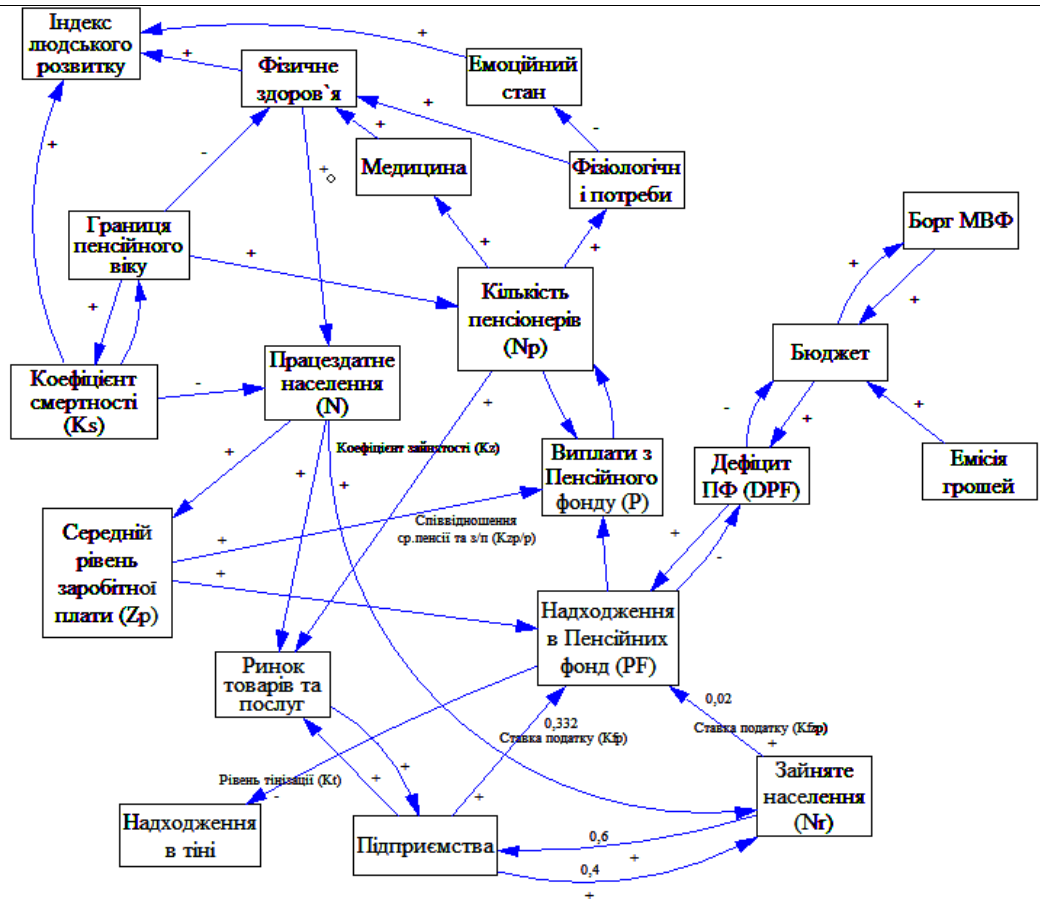 Індекс
людського
розвитку
+
+
Фізичне
здоров`я
Емоційний
стан
+
+
-
-
+
Медицина
Фізіологічн
і потреби
+
Границя
пенсійного
віку
+
+
+
Борг МВФ
+
+
+
Кількість
пенсіонерів
(Np)
Бюджет
Працездатне
населення
(N)
Коефіцієнт
смертності
(Ks)
-
+
-
+
+
Коефіцієнт зайнятості (Kz)
Виплати з
Пенсійного
фонду (P)
Дефіцит
ПФ (DPF)
Емісія
грошей
+
+
+
Середній
рівень
заробітної
плати (Zp)
Співвідношення
ср.пенсії та з/п (Kzp/p)
+
+
+
-
Надходження
в Пенсійних
фонд (PF)
Ринок
товарів та
послуг
0,02
0,332
Ставка податку (Kfp)
Ставка податку (Kfzp)
+
Рівень тінізації (Kt)
-
+
+
+
Зайняте
населення
(Nr)
Надходження
в тіні
Підприємства
0,6
+
0,4
+